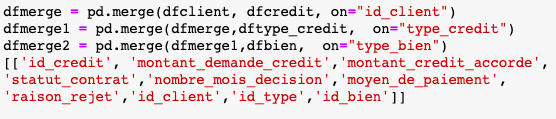 dfmerge = pd.merge(dfclient, dfcredit, on="id_client")
dfmerge1 = pd.merge(dfmerge,dftype_credit,  on="type_credit")
dfmerge2 = pd.merge(dfmerge1,dfbien,  on="type_bien")
[['id_credit', 'montant_demande_credit','montant_credit_accorde',
'statut_contrat','nombre_mois_decision','moyen_de_paiement',
'raison_rejet','id_client','id_type','id_bien']]